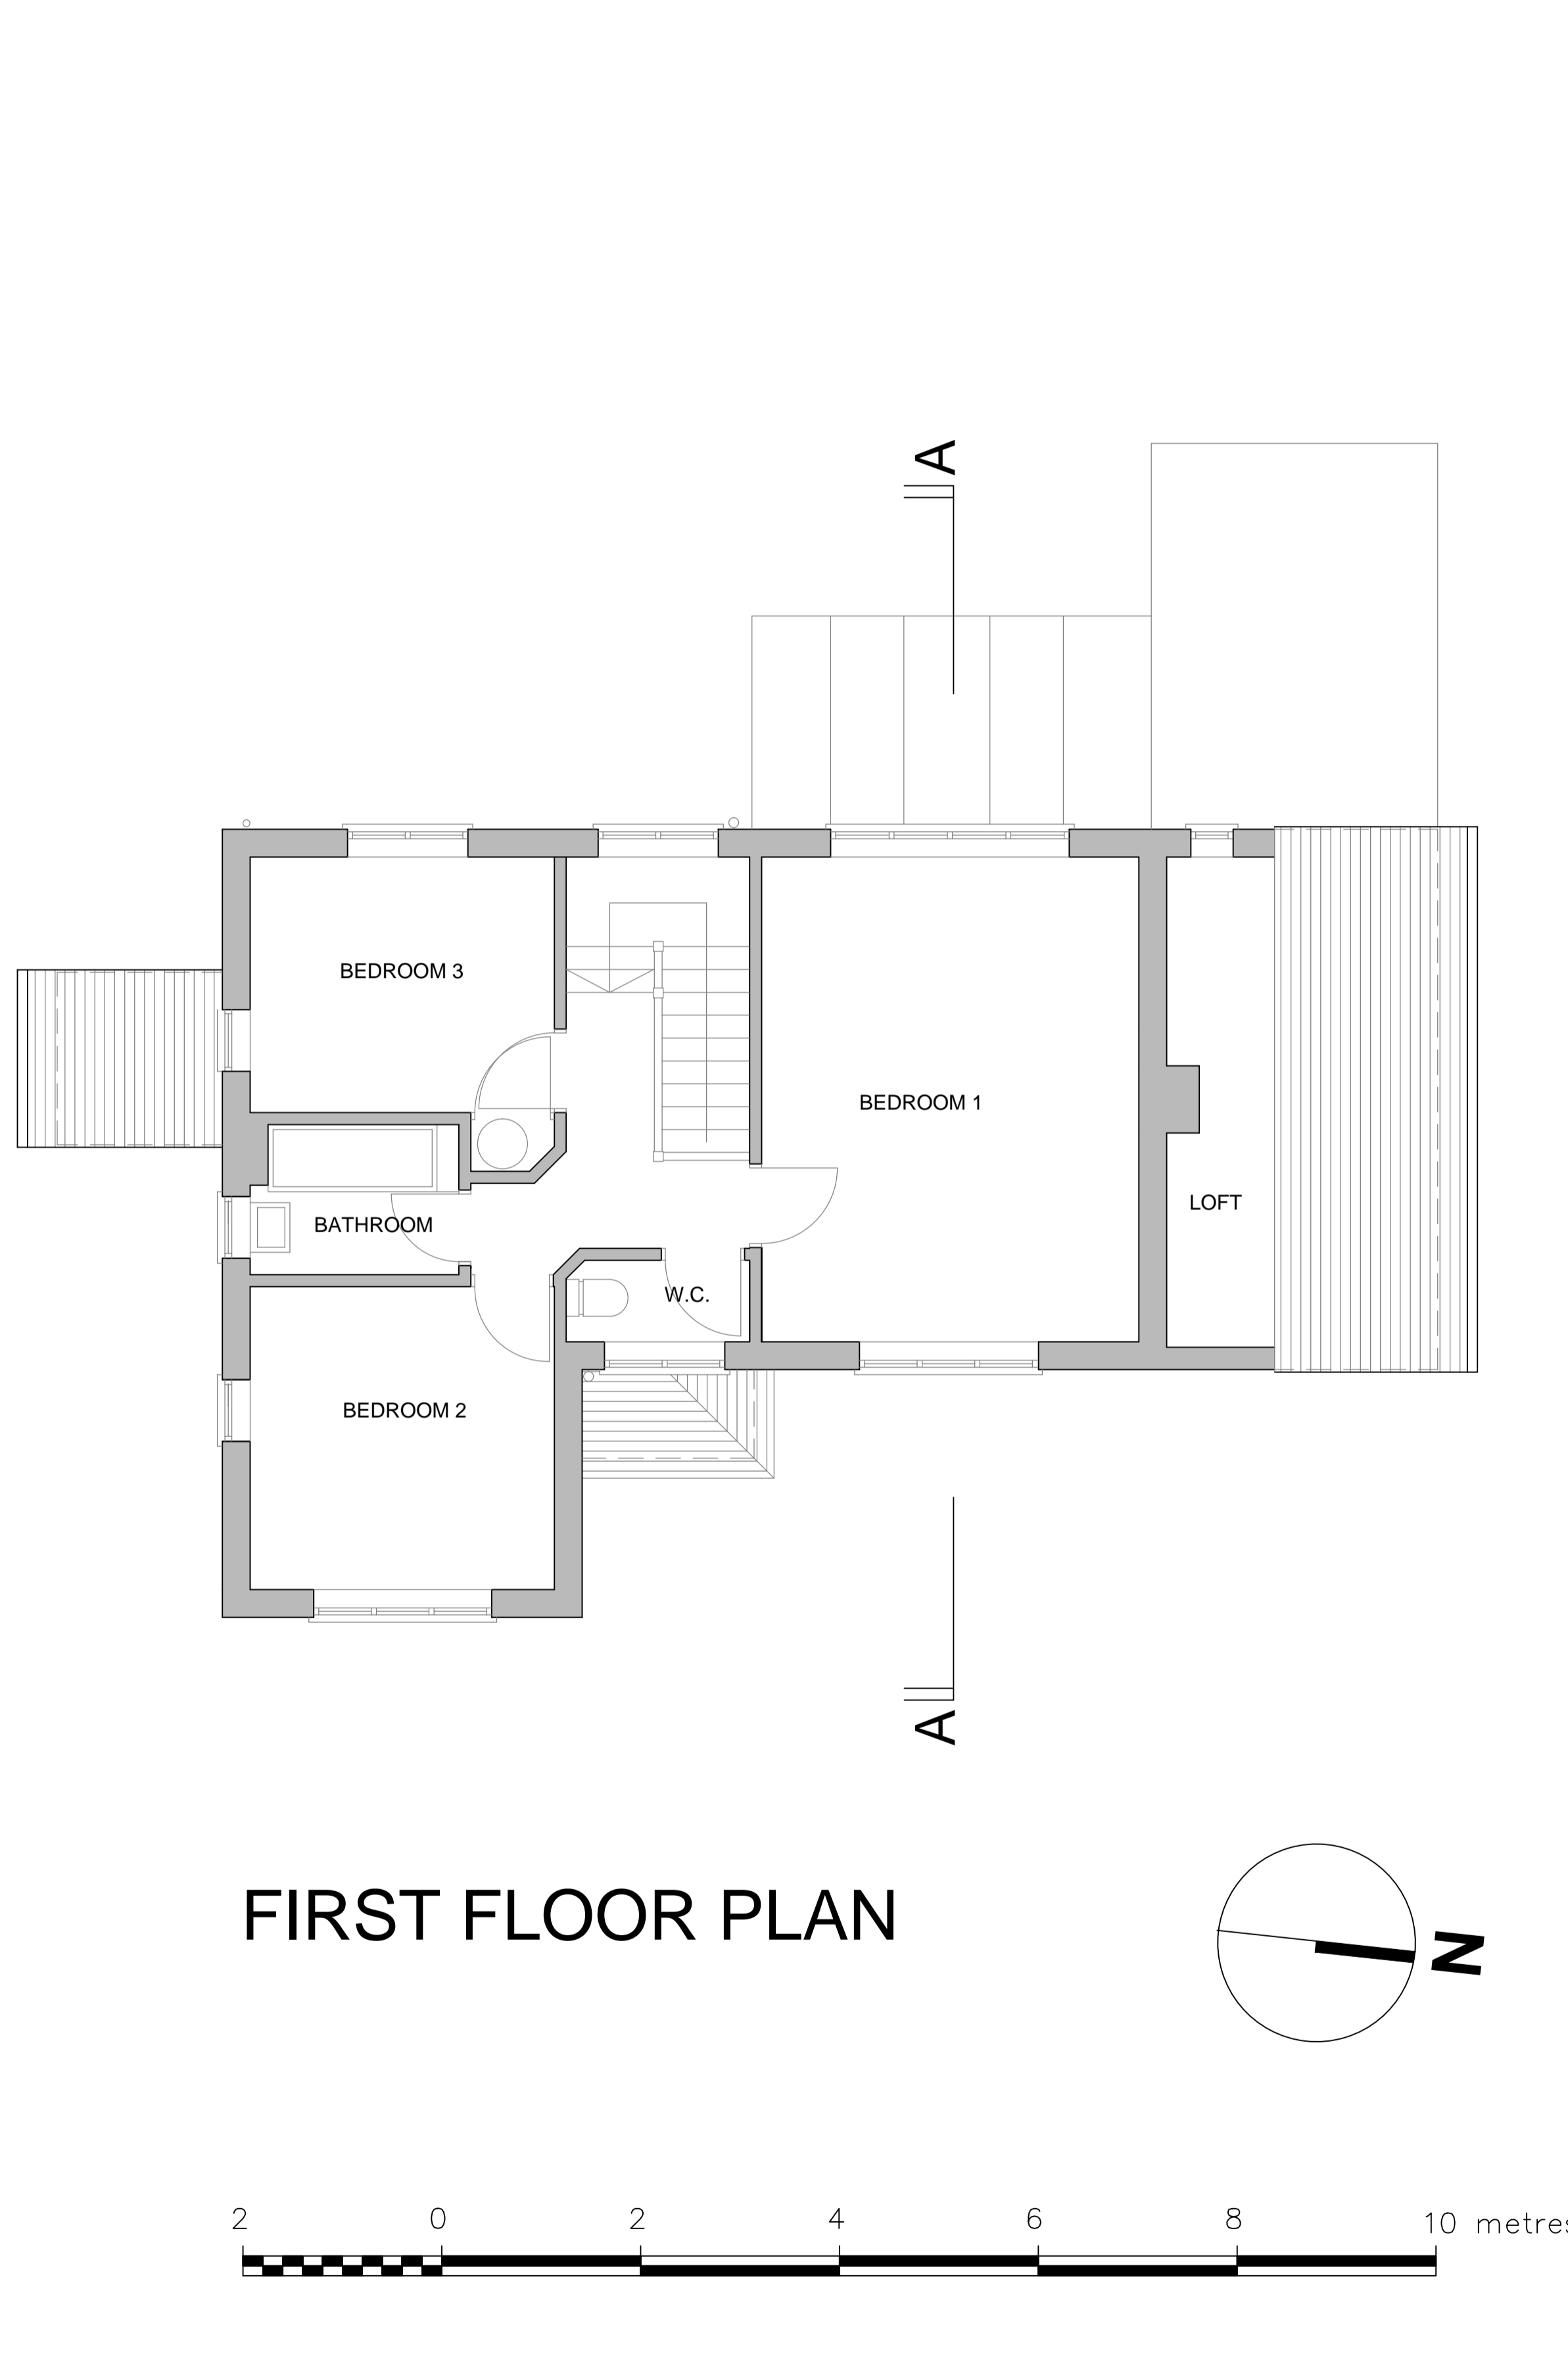 A
BEDROOM 3
BEDROOM 1
LOFT
BATHROOM
W.C.
BEDROOM 2
A
FIRST FLOOR PLAN
N
2 0 2 4 6 8 10 metres